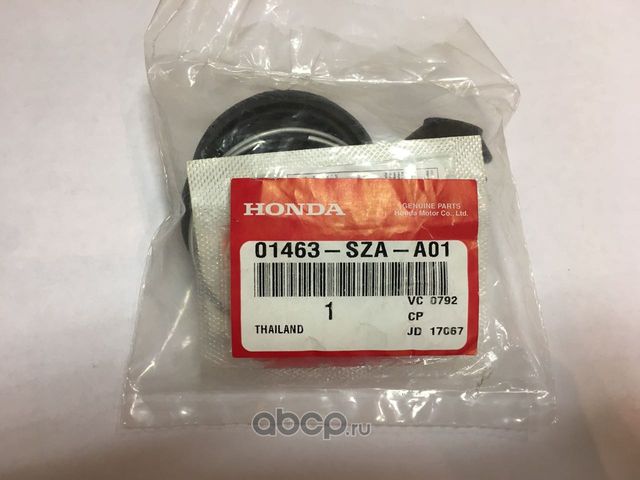 HONDA
GENUINE PARTS
Honda Motor Co., Ltd.
01463-SZA-A01
1
VC 0792
CP
THAILAND
JD 17067
abcp.ru